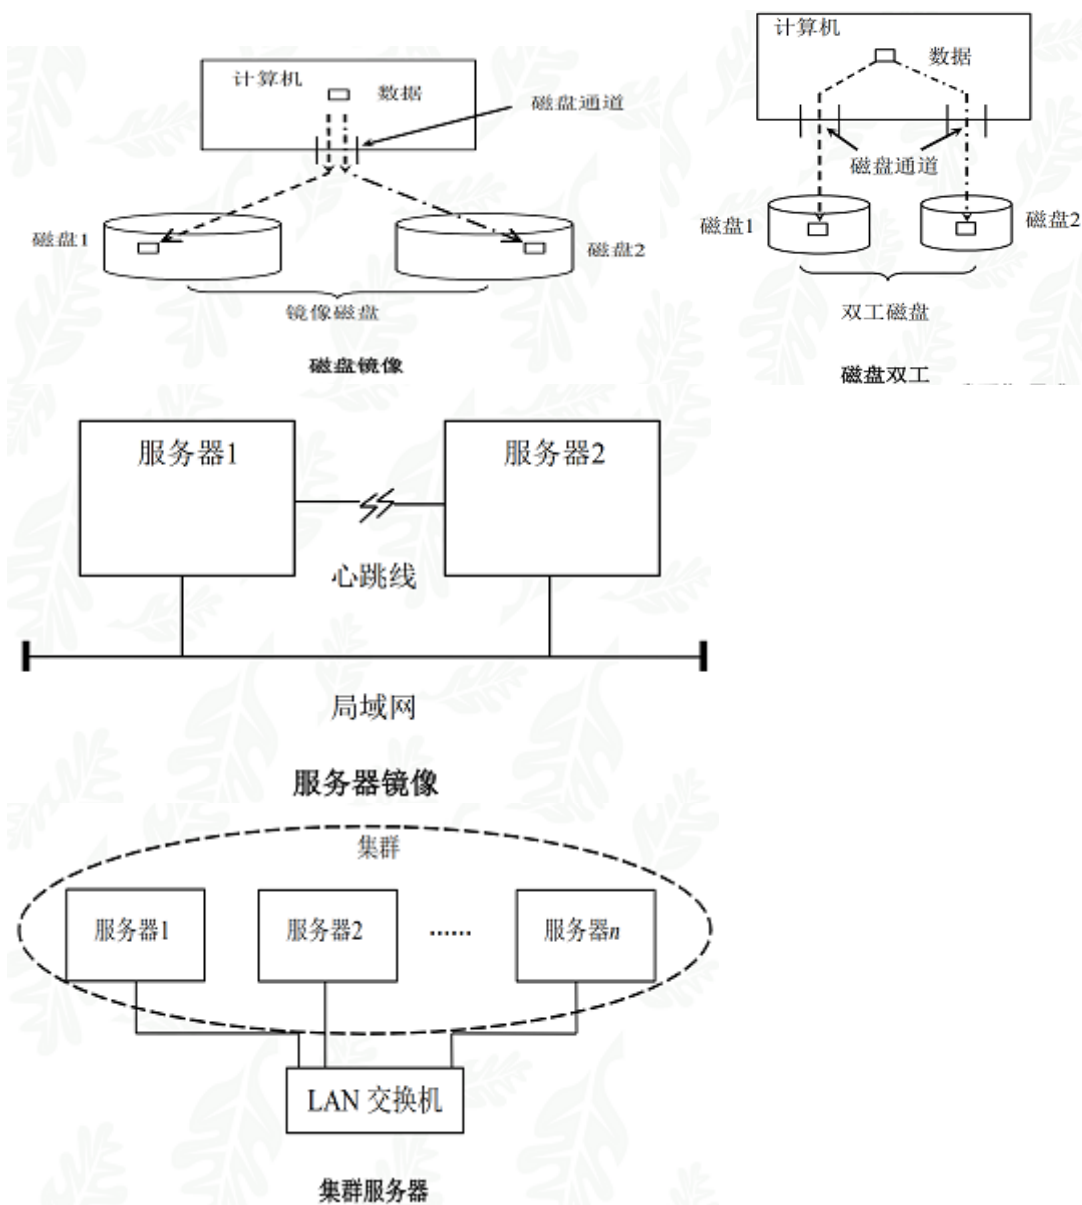 计算机
数据
磁盘通道
磁盘1
磁盘2
镜像磁盘
磁盘镜像
计算机
数据
磁盘通道
磁盘1
磁盘2
双工磁盘
磁盘双工
服务器1
服务器2
心跳线
局域网
服务器镜像
集群
服务器1
服务器2
......
服务器n
LAN 交换机
集群服务器